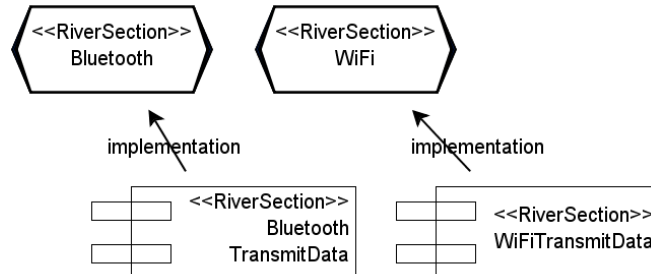 <<RiverSection>>
Bluetooth
<<RiverSection>>
WiFi
implementation
implementation
<<RiverSection>>
Bluetooth
TransmitData
<<RiverSection>>
WiFiTransmitData